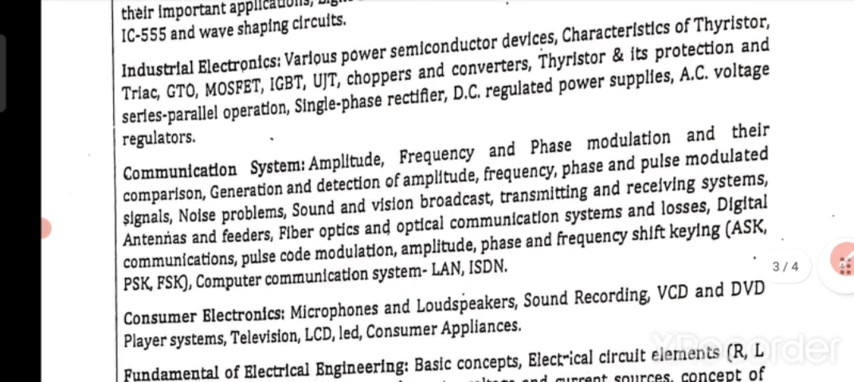 their important applications,
IC-555 and wave shaping circuits.
Industrial Electronics: Various power semiconductor devices, Characteristics of Thyristor,
Triac, GTO, MOSFET, IGBT, UJT, choppers and converters, Thyristor & its protection and
series-parallel operation, Single-phase rectifier, D.C. regulated power supplies, A.C. voltage
regulators.
Communication System: Amplitude, Frequency and Phase modulation and their
comparison, Generation and detection of amplitude, frequency, phase and pulse modulated
signals, Noise problems, Sound and vision broadcast, transmitting and receiving systems,
Antennas and feeders, Fiber optics and optical communication systems and losses, Digital
communications, pulse code modulation, amplitude, phase and frequency shift keying (ASK,
PSK, FSK), Computer communication system- LAN, ISDN.
3 / 4
Consumer Electronics: Microphones and Loudspeakers, Sound Recording, VCD and DVD
Player systems, Television, LCD, led, Consumer Appliances.
XRecorder
Fundamental of Electrical Engineering: Basic concepts, Electrical circuit elements (R, L
and current sources, concept of